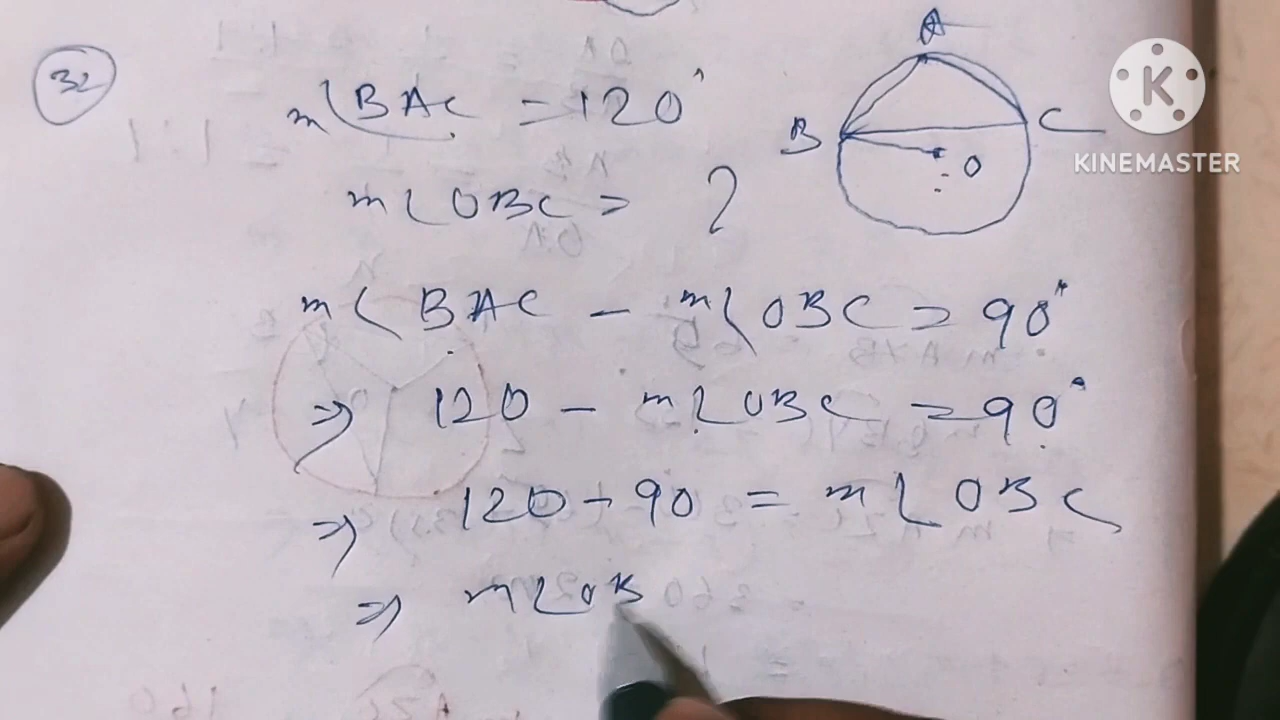 32
m∠BAC = 120°
m∠OBC = ?
A
B
C
O
K
KINEMASTER
m∠BAC - m∠OBC = 90°
⇒ 120 - m∠OBC = 90°
⇒ 120 - 90 = m∠OBC
⇒ m∠OB